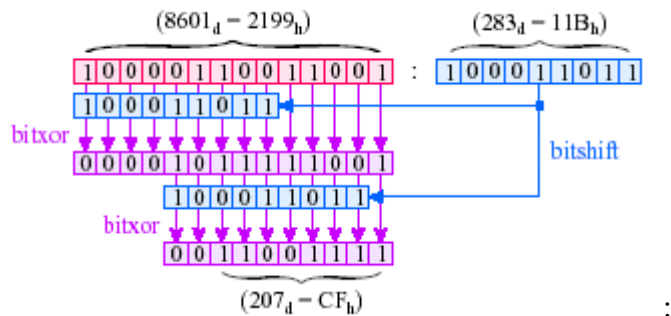 (8601d – 2199h) (283d – 11Bh)
1 0 0 0 0 1 1 0 0 1 1 0 0 1 : 1 0 0 0 1 1 0 1 1
1 0 0 0 1 1 0 1 1
bitxor
0 0 0 0 1 0 1 1 1 1 1 0 0 1
bitshift
1 0 0 0 1 1 0 1 1
bitxor
0 0 1 1 0 0 1 1 1 1
(207d – CFh) :